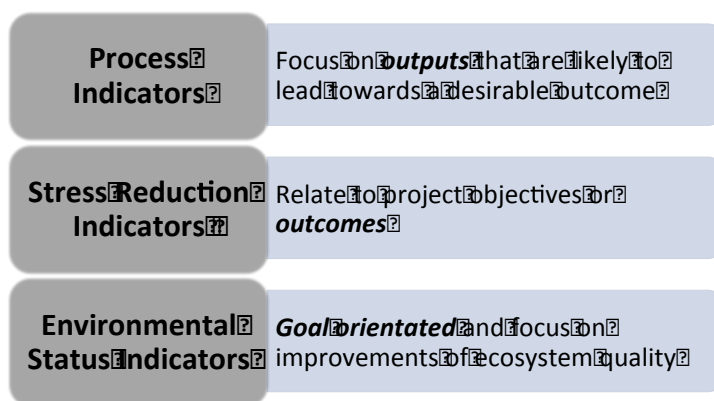 Process
Indicators
Focus on outputs that are likely to
lead towards a desirable outcome
Stress Reduction
Indicators
Relate to project objectives or
outcomes
Environmental
Status Indicators
Goal orientated and focus on
improvements of ecosystem quality